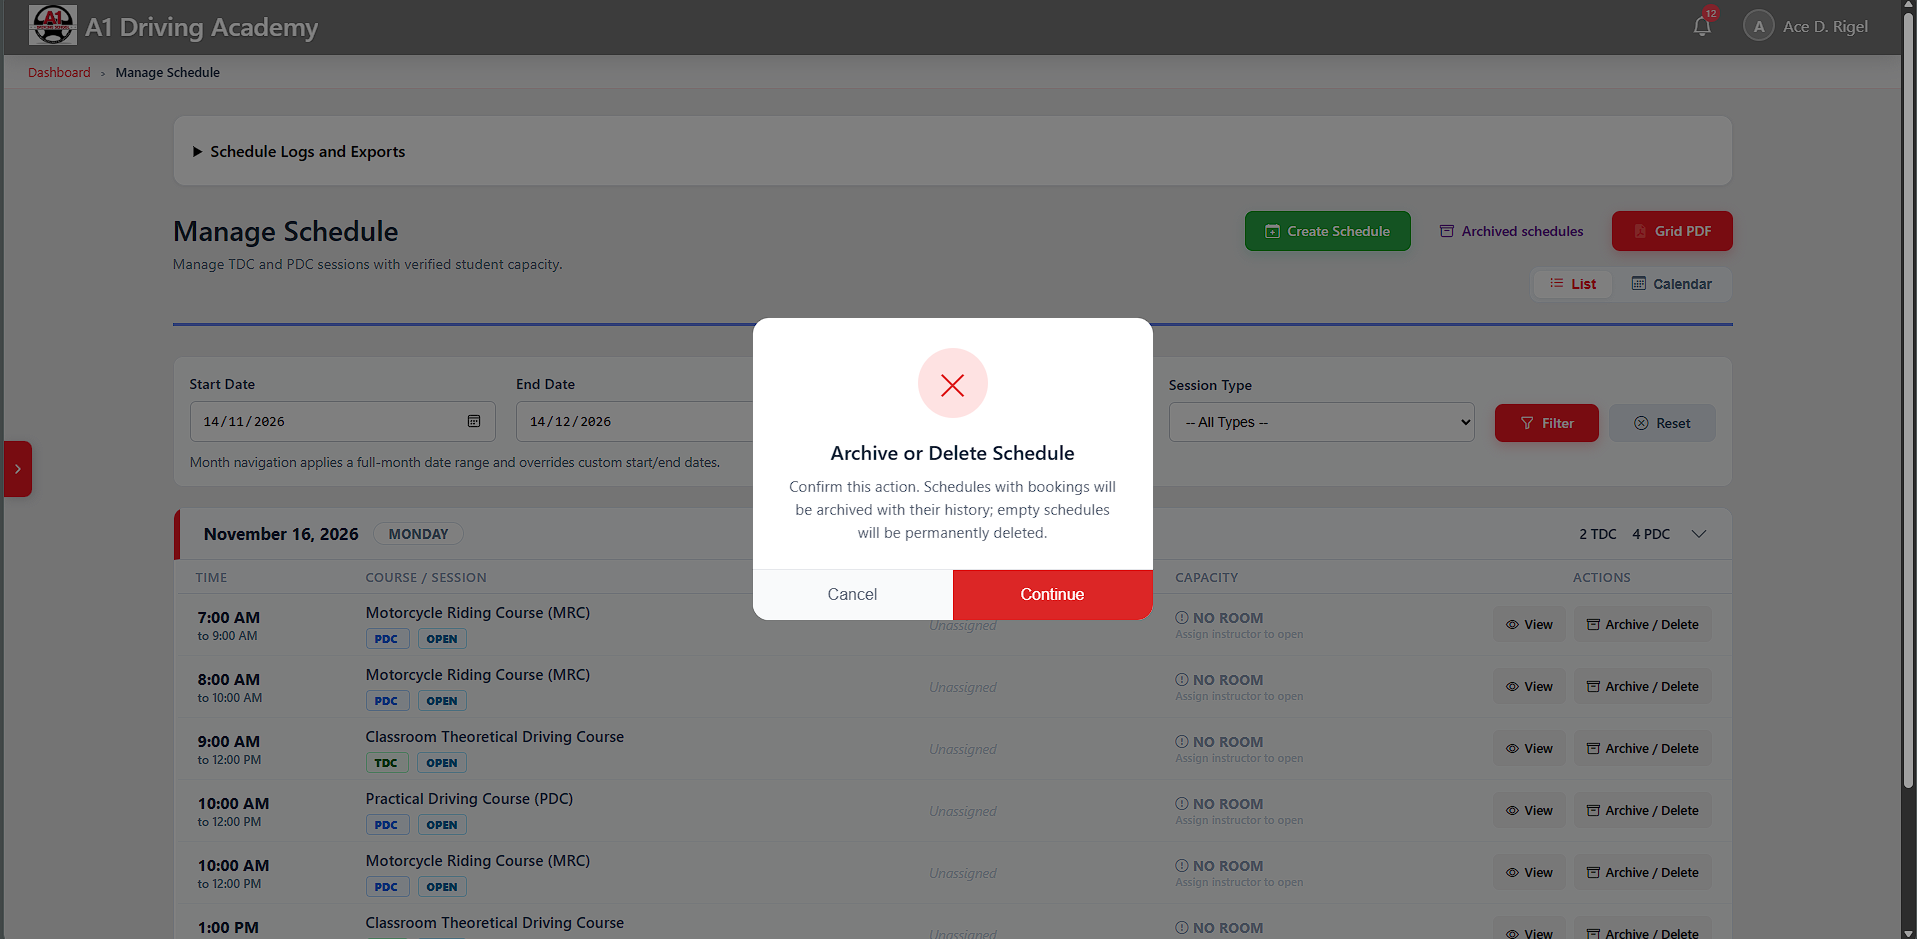 A1
A1 Driving Academy
12
A
Ace D. Rigel
Dashboard › Manage Schedule
Schedule Logs and Exports
Manage Schedule
Manage TDC and PDC sessions with verified student capacity.
Create Schedule
Archived schedules
Grid PDF
List
Calendar
Start Date
End Date
Session Type
14/11/2026
14/12/2026
-- All Types --
Filter
Reset
Month navigation applies a full-month date range and overrides custom start/end dates.
Archive or Delete Schedule
Confirm this action. Schedules with bookings will
be archived with their history; empty schedules
will be permanently deleted.
Cancel
Continue
November 16, 2026 MONDAY
2 TDC 4 PDC
TIME COURSE / SESSION CAPACITY ACTIONS
7:00 AM
to 9:00 AM
Motorcycle Riding Course (MRC)
PDC OPEN
Unassigned
NO ROOM
Assign instructor to open
View
Archive / Delete
8:00 AM
to 10:00 AM
Motorcycle Riding Course (MRC)
PDC OPEN
Unassigned
NO ROOM
Assign instructor to open
View
Archive / Delete
9:00 AM
to 12:00 PM
Classroom Theoretical Driving Course
TDC OPEN
Unassigned
NO ROOM
Assign instructor to open
View
Archive / Delete
10:00 AM
to 12:00 PM
Practical Driving Course (PDC)
PDC OPEN
Unassigned
NO ROOM
Assign instructor to open
View
Archive / Delete
10:00 AM
to 12:00 PM
Motorcycle Riding Course (MRC)
PDC OPEN
Unassigned
NO ROOM
Assign instructor to open
View
Archive / Delete
1:00 PM
Classroom Theoretical Driving Course
Unassigned
NO ROOM
View
Archive / Delete